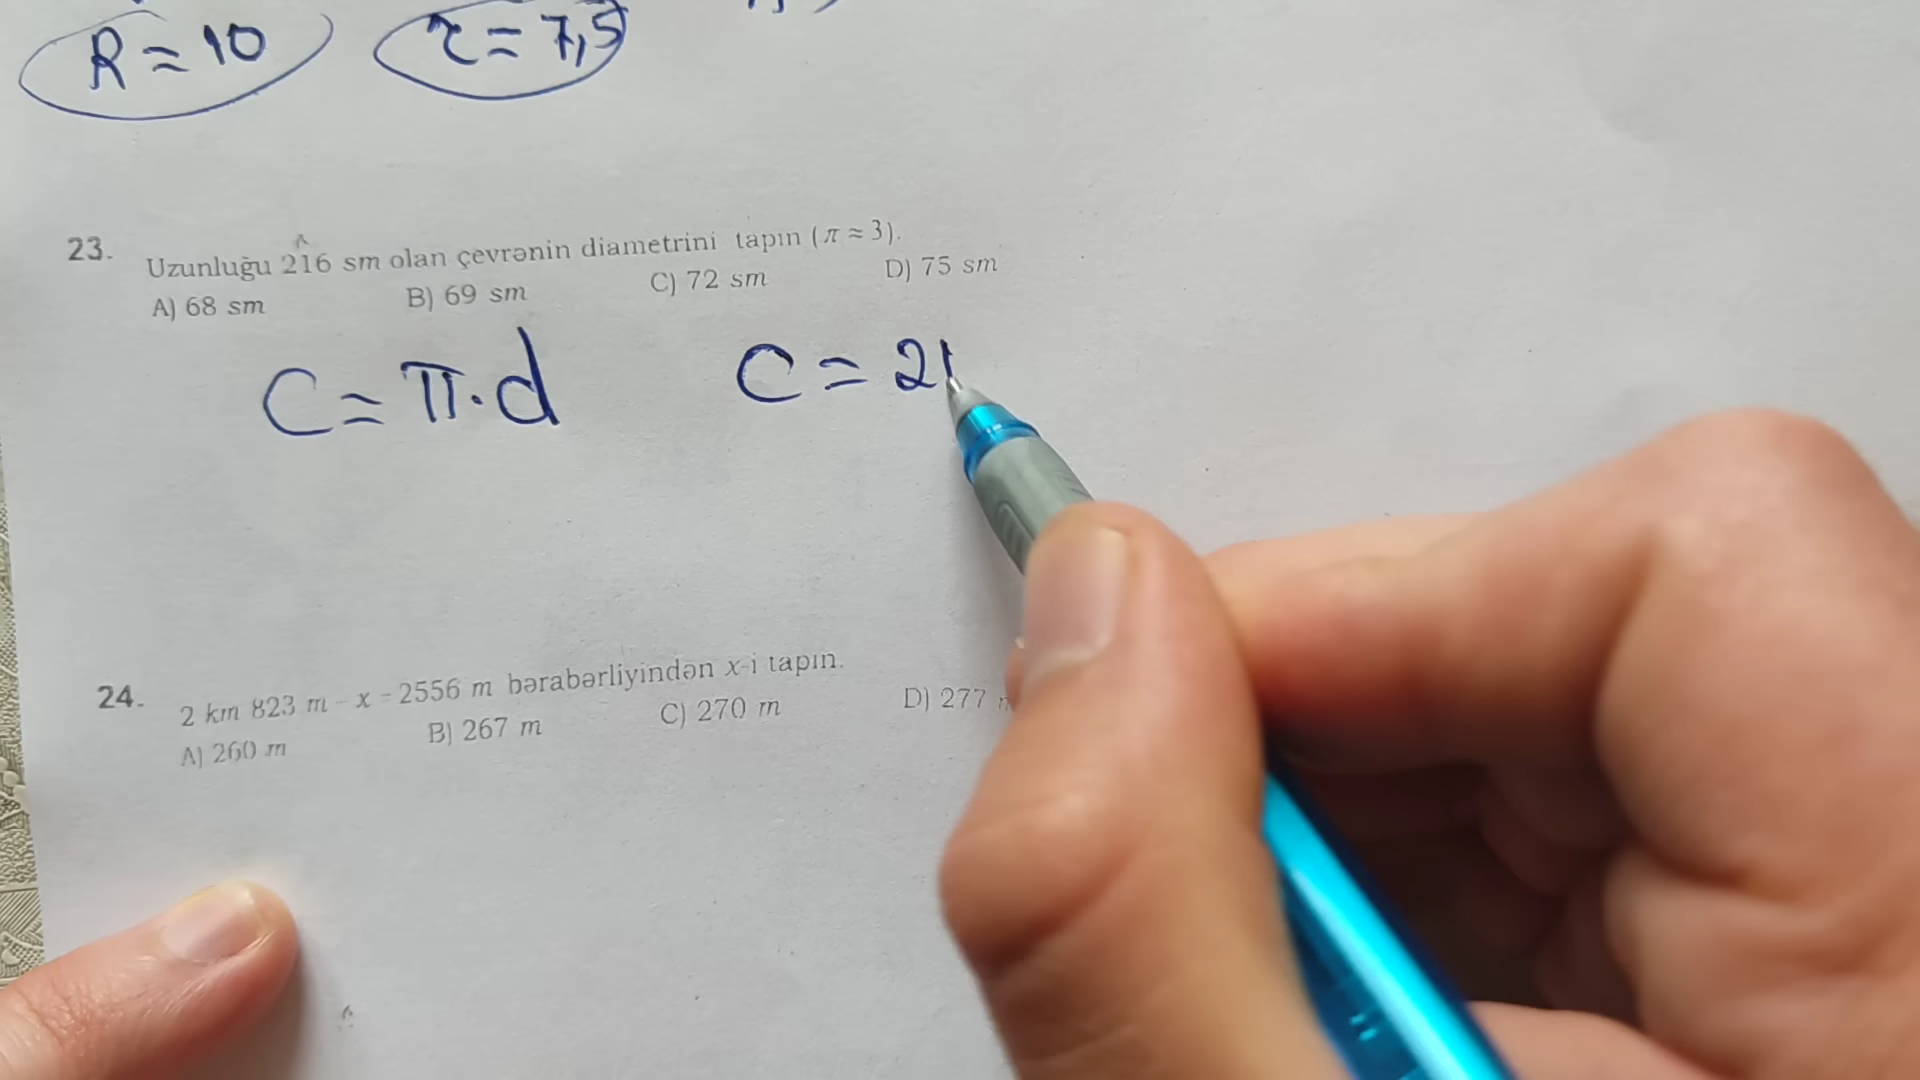 R = 10 r = 7,5
23. Uzunluğu 216 sm olan çevrənin diametrini tapın ( π ≈ 3 ).
A) 68 sm B) 69 sm C) 72 sm D) 75 sm
C = π · d C = 21
24. 2 km 823 m - x = 2556 m bərabərliyindən x-i tapın.
A) 260 m B) 267 m C) 270 m D) 277